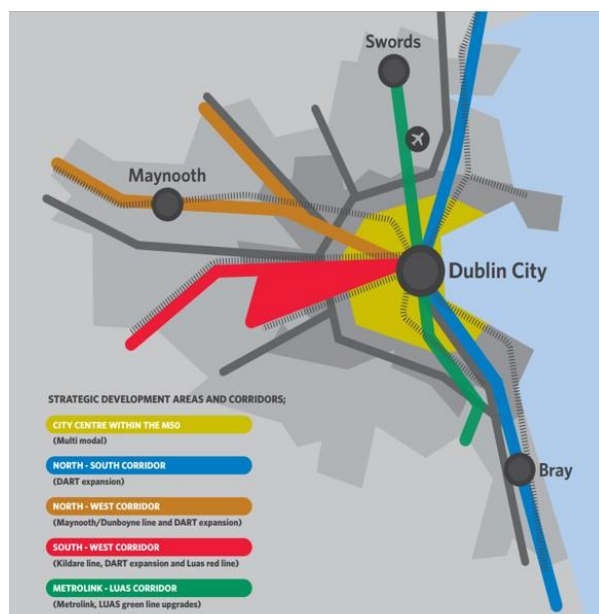 Swords
Maynooth
Dublin City
STRATEGIC DEVELOPMENT AREAS AND CORRIDORS;
CITY CENTRE WITHIN THE M50
(Multi modal)
NORTH - SOUTH CORRIDOR
(DART expansion)
Bray
NORTH - WEST CORRIDOR
(Maynooth/Dunboyne line and DART expansion)
SOUTH - WEST CORRIDOR
(Kildare line, DART expansion and Luas red line)
METROLINK - LUAS CORRIDOR
(Metrolink, LUAS green line upgrades)